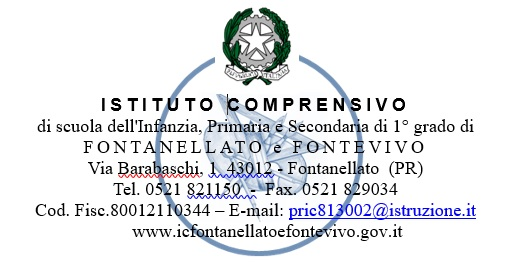 ISTITUTO COMPRENSIVO
di scuola dell'Infanzia, Primaria e Secondaria di 1° grado di
FONTANELLATO e FONTEVIVO
Via Barabaschi, 1 43012 - Fontanellato (PR)
Tel. 0521 821150 - Fax. 0521 829034
Cod. Fisc.80012110344 – E-mail: pric813002@istruzione.it
www.icfontanellatoefontevivo.gov.it